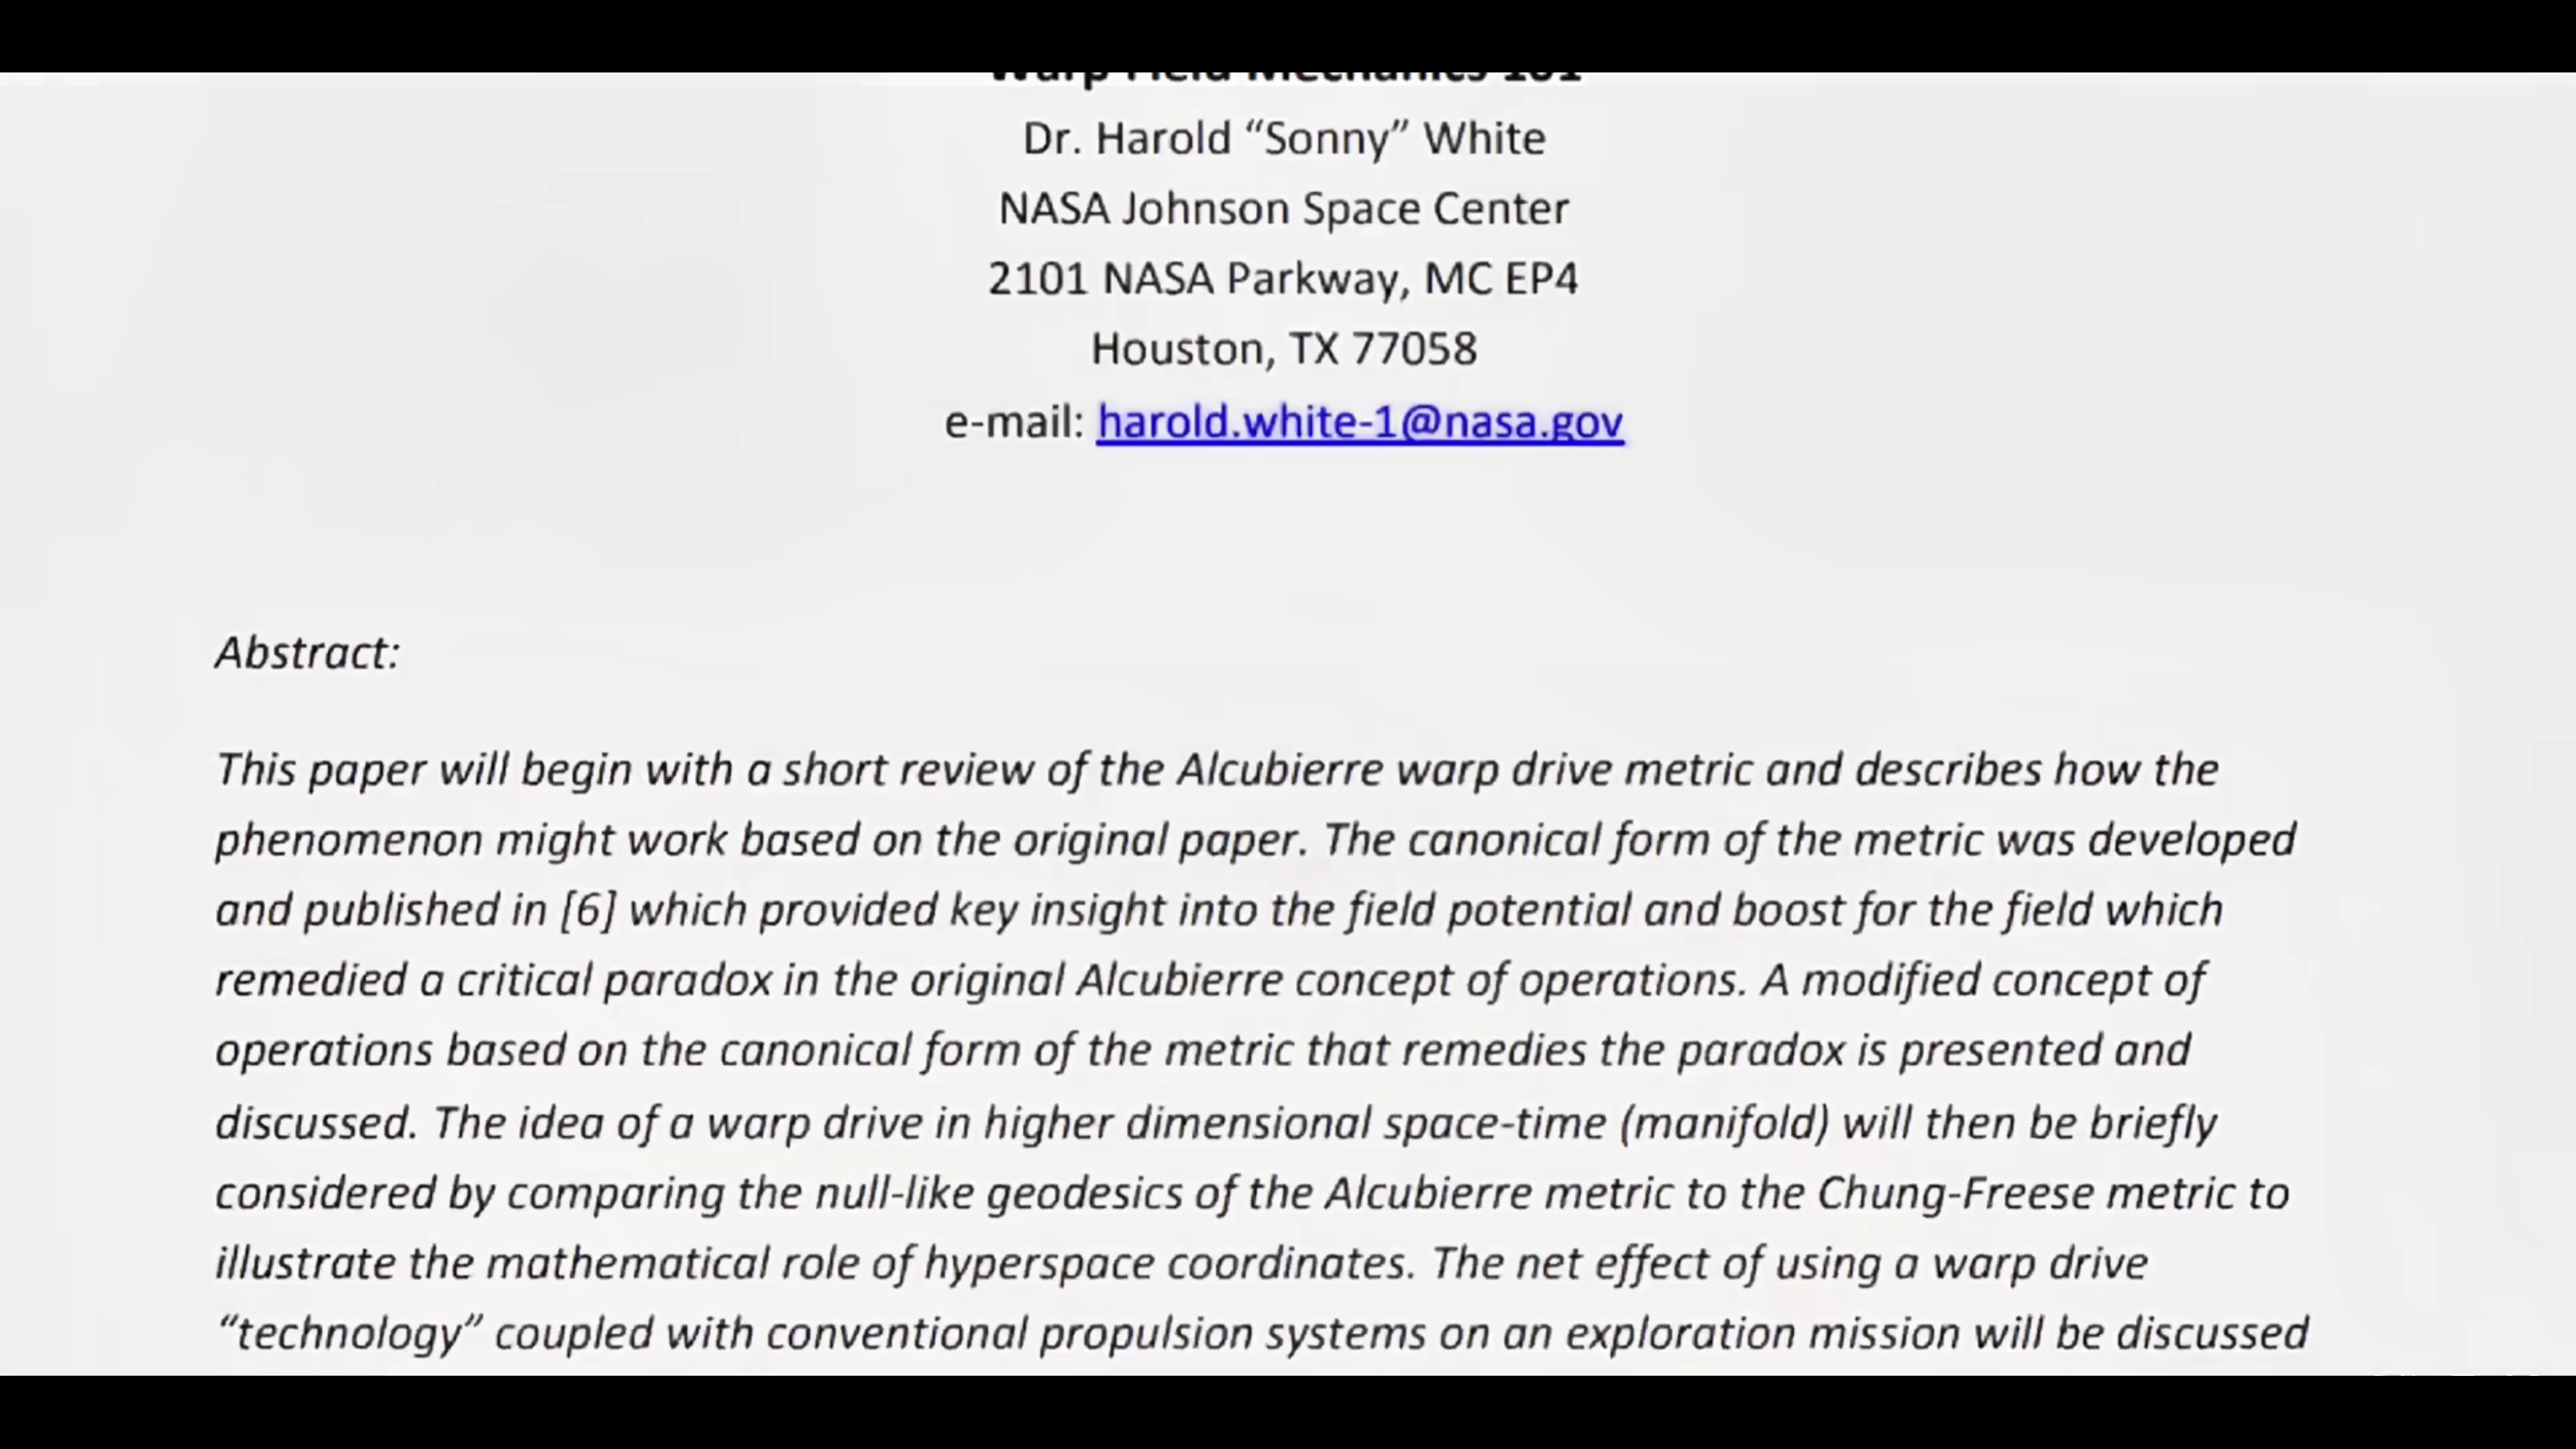 Warp Field Mechanics 101
Dr. Harold “Sonny” White
NASA Johnson Space Center
2101 NASA Parkway, MC EP4
Houston, TX 77058
e-mail: harold.white-1@nasa.gov
Abstract:
This paper will begin with a short review of the Alcubierre warp drive metric and describes how the
phenomenon might work based on the original paper. The canonical form of the metric was developed
and published in [6] which provided key insight into the field potential and boost for the field which
remedied a critical paradox in the original Alcubierre concept of operations. A modified concept of
operations based on the canonical form of the metric that remedies the paradox is presented and
discussed. The idea of a warp drive in higher dimensional space-time (manifold) will then be briefly
considered by comparing the null-like geodesics of the Alcubierre metric to the Chung-Freese metric to
illustrate the mathematical role of hyperspace coordinates. The net effect of using a warp drive
“technology” coupled with conventional propulsion systems on an exploration mission will be discussed